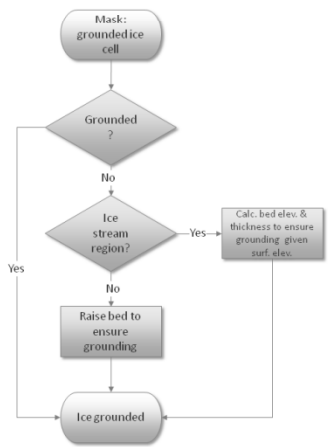 Mask:
grounded ice
cell
Grounded
?
No
Ice
stream
region?
Yes
Calc. bed elev. &
thickness to ensure
grounding given
surf. elev.
Yes
No
Raise bed to
ensure
grounding
Ice grounded